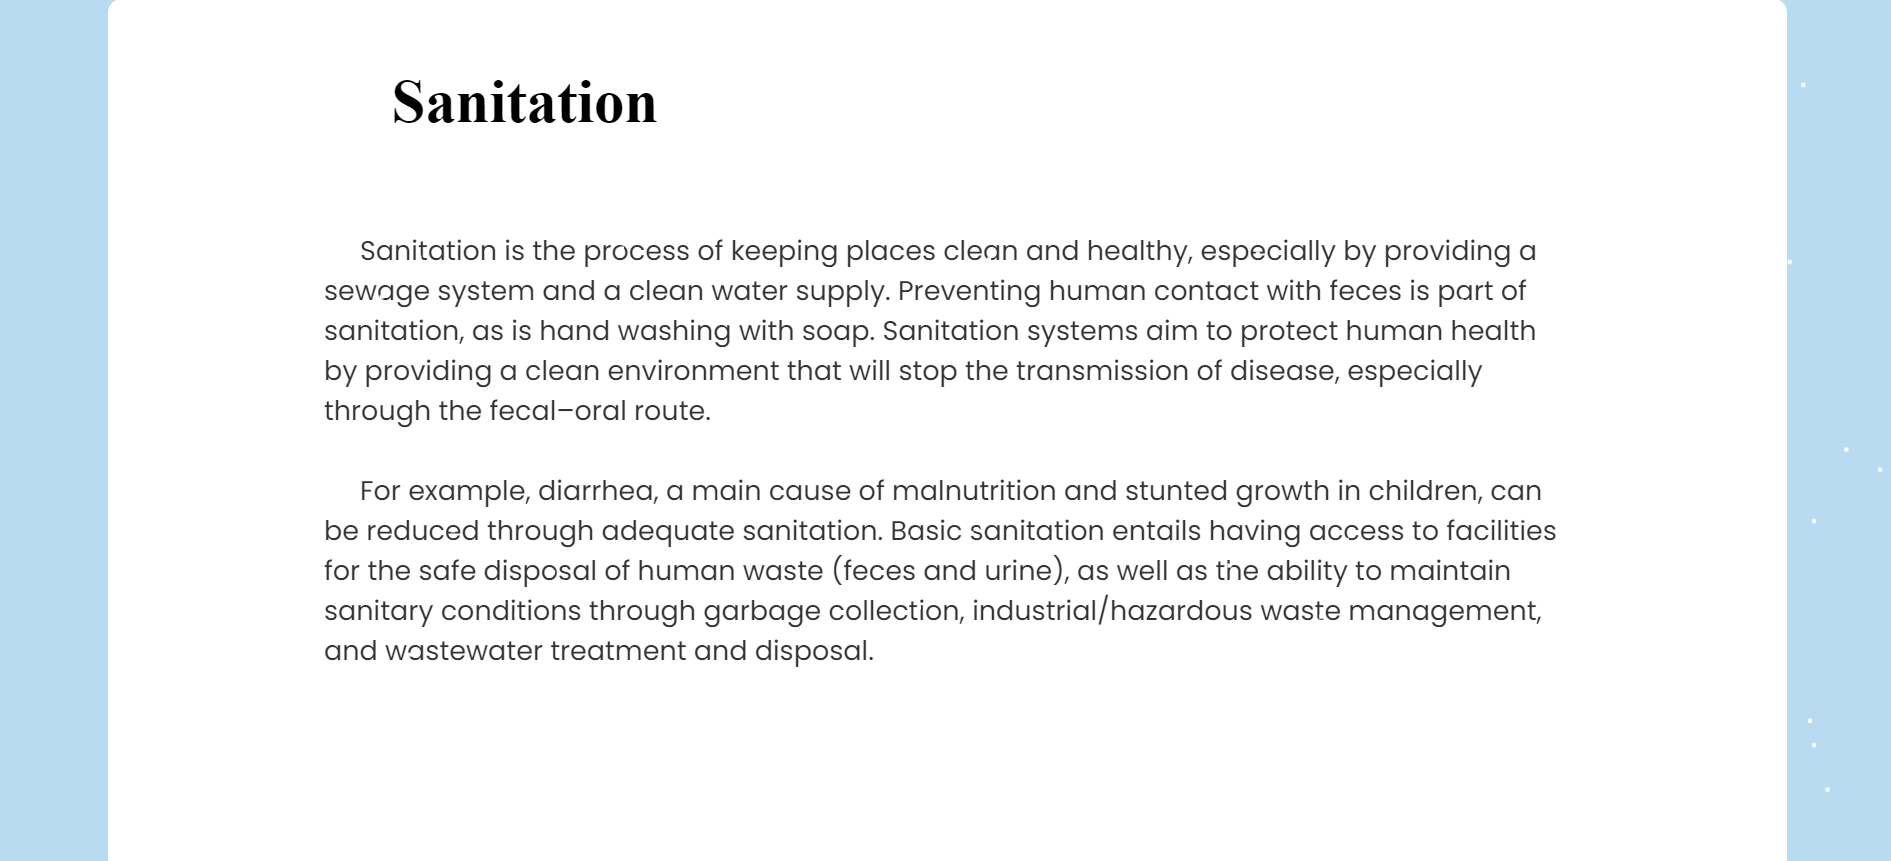 Sanitation
Sanitation is the process of keeping places clean and healthy, especially by providing a
sewage system and a clean water supply. Preventing human contact with feces is part of
sanitation, as is hand washing with soap. Sanitation systems aim to protect human health
by providing a clean environment that will stop the transmission of disease, especially
through the fecal–oral route.
For example, diarrhea, a main cause of malnutrition and stunted growth in children, can
be reduced through adequate sanitation. Basic sanitation entails having access to facilities
for the safe disposal of human waste (feces and urine), as well as the ability to maintain
sanitary conditions through garbage collection, industrial/hazardous waste management,
and wastewater treatment and disposal.